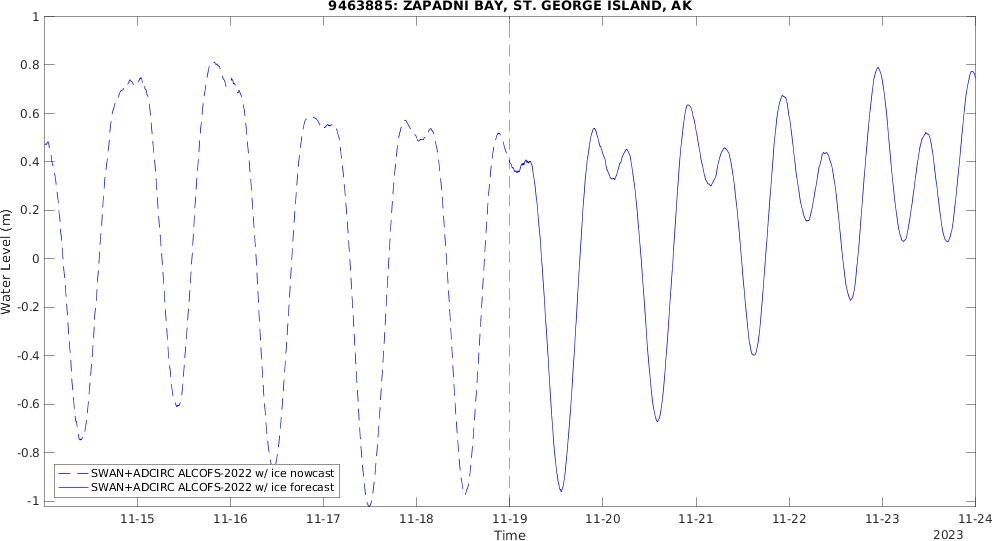 9463885: ZAPADNI BAY, ST. GEORGE ISLAND, AK
1
0.8
0.6
0.4
0.2
0
-0.2
-0.4
-0.6
-0.8
-1
Water Level (m)
SWAN+ADCIRC ALCOFS-2022 w/ ice nowcast
SWAN+ADCIRC ALCOFS-2022 w/ ice forecast
11-15 11-16 11-17 11-18 11-19 11-20 11-21 11-22 11-23 11-24
Time
2023